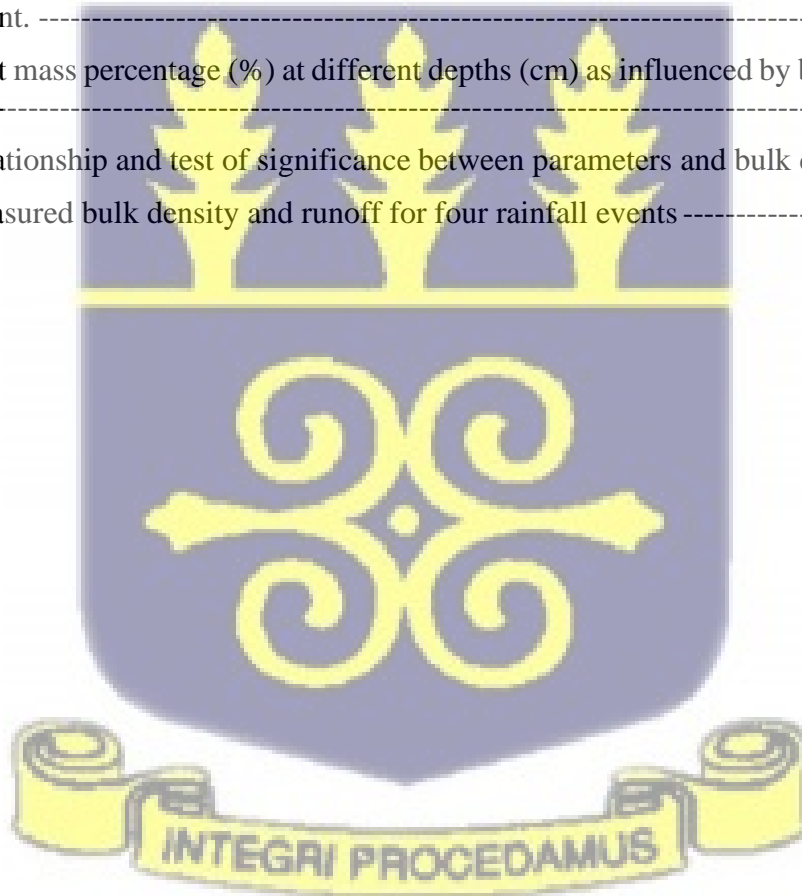 nt. ------------------------------------------------------------------------
t mass percentage (%) at different depths (cm) as influenced by b
------------------------------------------------------------------------
ationship and test of significance between parameters and bulk
asured bulk density and runoff for four rainfall events -----------
INTEGRI PROCEDAMUS